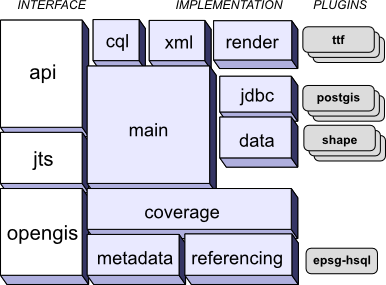 INTERFACE IMPLEMENTATION PLUGINS
cql xml render ttf
api
jdbc postgis
main
data shape
jts
coverage
opengis
metadata referencing epsg-hsql